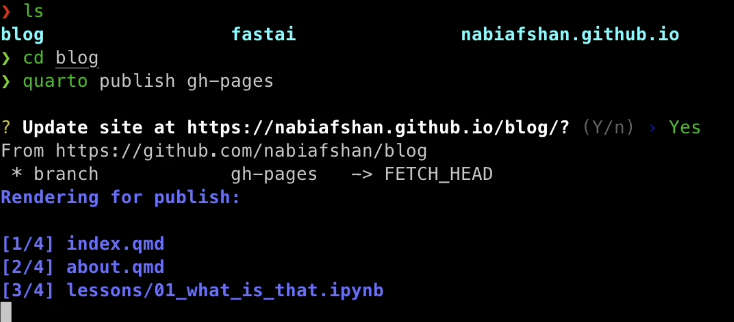 ❯ ls
blog fastai nabiafshan.github.io
❯ cd blog
❯ quarto publish gh-pages
? Update site at https://nabiafshan.github.io/blog/? (Y/n) › Yes
From https://github.com/nabiafshan/blog
 * branch            gh-pages   -> FETCH_HEAD
Rendering for publish:
[1/4] index.qmd
[2/4] about.qmd
[3/4] lessons/01_what_is_that.ipynb